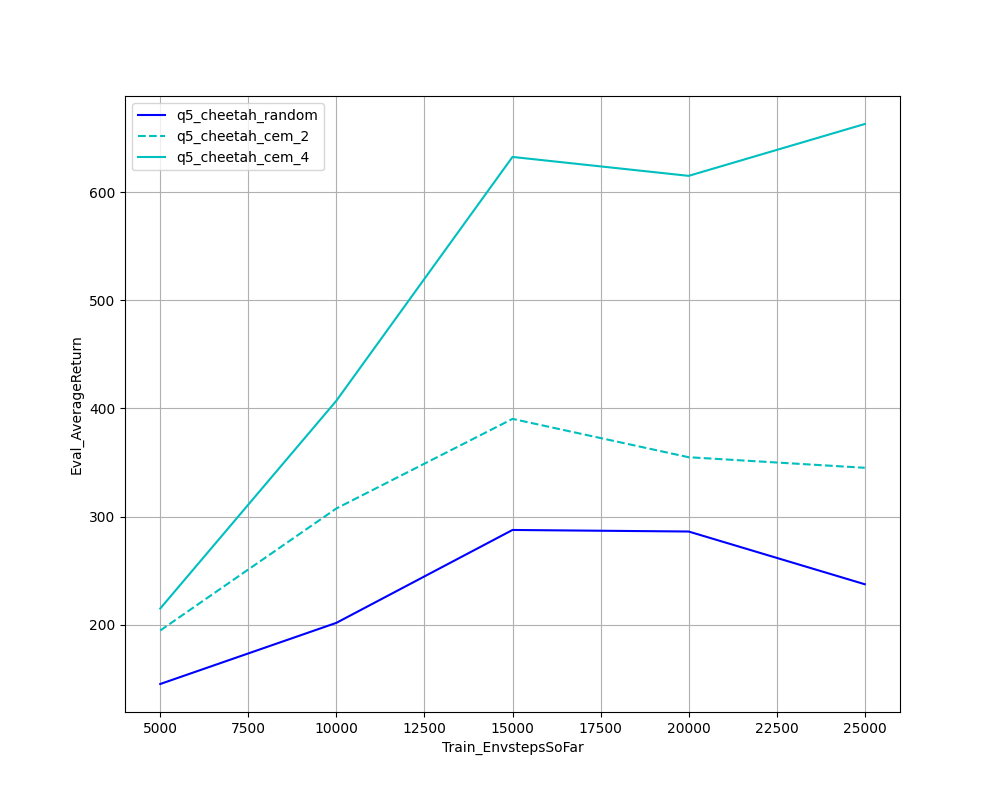 q5_cheetah_random
q5_cheetah_cem_2
q5_cheetah_cem_4
600
500
400
300
200
Eval_AverageReturn
5000 7500 10000 12500 15000 17500 20000 22500 25000
Train_EnvstepsSoFar